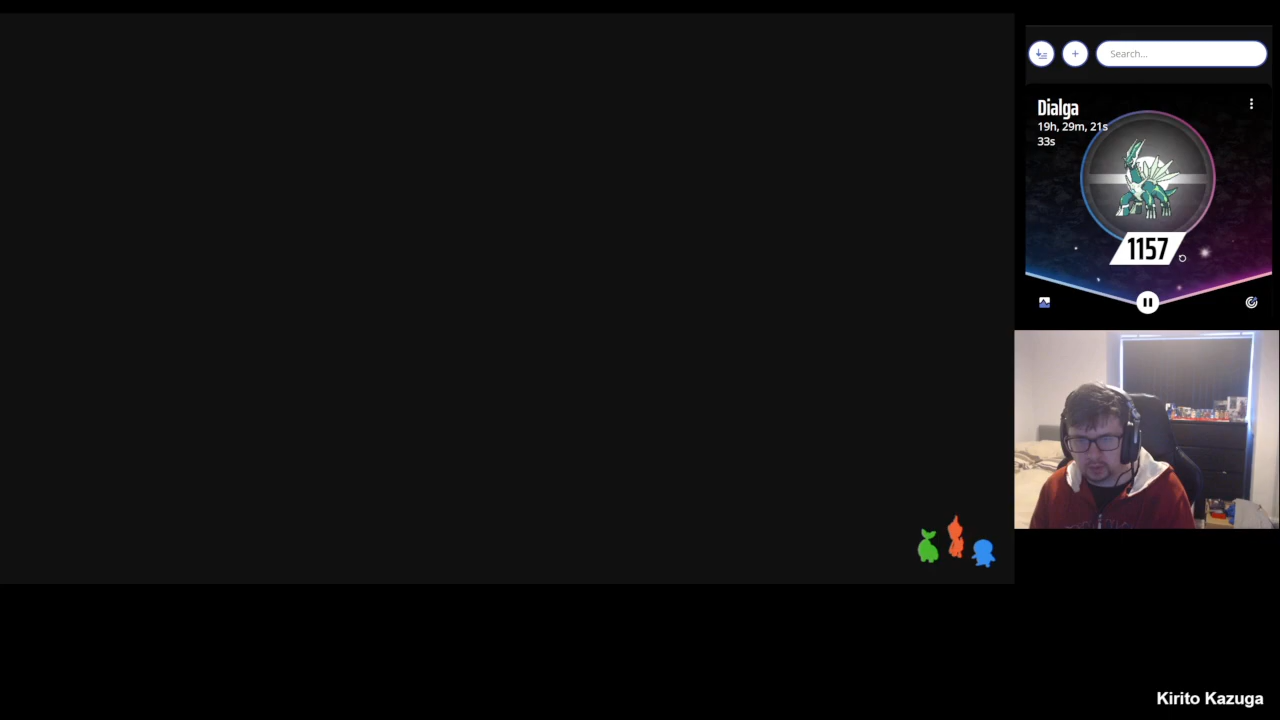 Search...
Dialga
19h, 29m, 21s
33s
1157
Kirito Kazuga